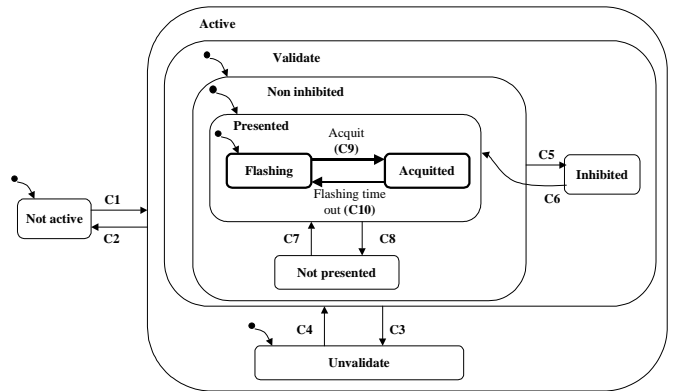 Active
Validate
Non inhibited
Presented
Acquit
(C9)
Flashing
Acquitted
Flashing time
out (C10)
C5
Inhibited
C6
C1
Not active
C2
C7
C8
Not presented
C4
C3
Unvalidate